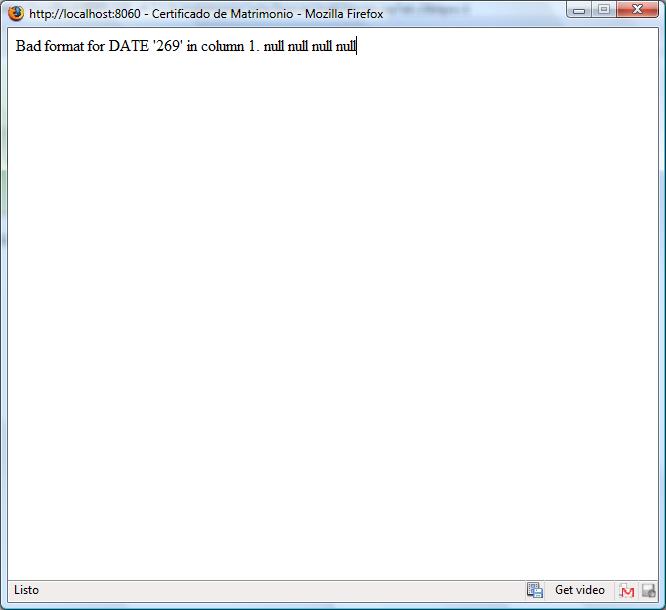 http://localhost:8060 - Certificado de Matrimonio - Mozilla Firefox
Bad format for DATE '269' in column 1. null null null null
Listo
Get video